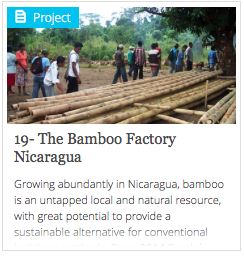 Project
19- The Bamboo Factory
Nicaragua
Growing abundantly in Nicaragua, bamboo
is an untapped local and natural resource,
with great potential to provide a
sustainable alternative for conventional